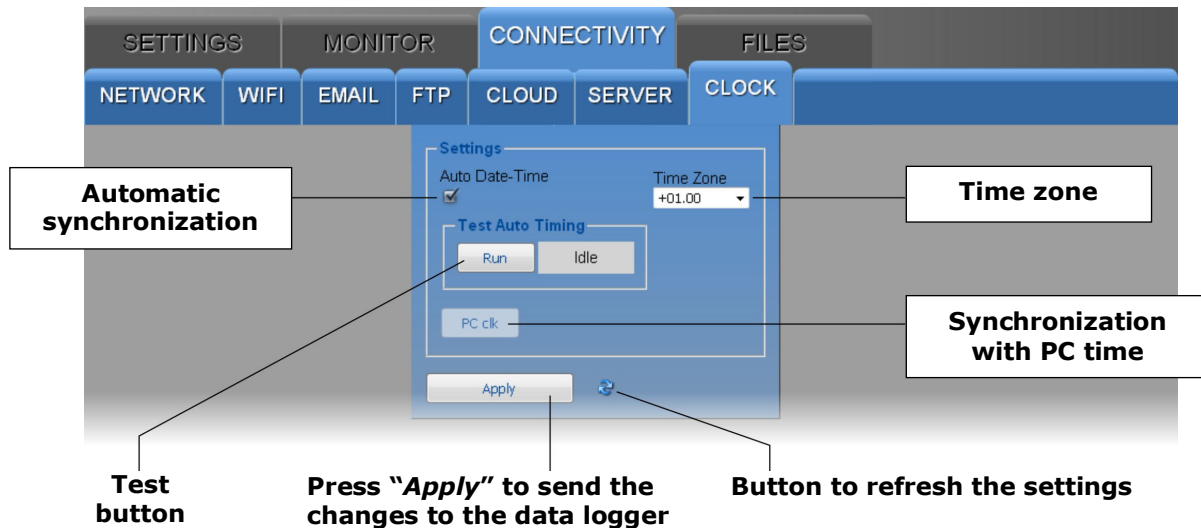 SETTINGS MONITOR CONNECTIVITY FILES
NETWORK WIFI EMAIL FTP CLOUD SERVER CLOCK
Settings
Auto Date-Time Time Zone
+01.00
Automatic
synchronization
Time zone
Test Auto Timing
Run Idle
PC clk
Synchronization
with PC time
Apply
Test
button
Press “Apply” to send the
changes to the data logger
Button to refresh the settings